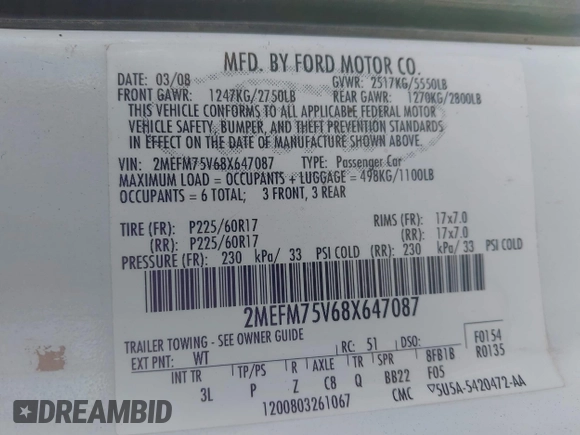 MFD. BY FORD MOTOR CO.
DATE: 03/08 GVWR: 2517KG/5550LB
FRONT GAWR: 1247KG/2750LB REAR GAWR: 1270KG/2800LB
THIS VEHICLE CONFORMS TO ALL APPLICABLE FEDERAL MOTOR
VEHICLE SAFETY, BUMPER, AND THEFT PREVENTION STANDARDS
IN EFFECT ON THE DATE OF MANUFACTURE SHOWN ABOVE.
VIN: 2MEFM75V68X647087 TYPE: Passenger Car
MAXIMUM LOAD = OCCUPANTS + LUGGAGE = 498KG/1100LB
OCCUPANTS = 6 TOTAL; 3 FRONT, 3 REAR
TIRE (FR): P225/60R17 RIMS (FR): 17x7.0
(RR): P225/60R17 (RR): 17x7.0
PRESSURE (FR): 230 kPa/ 33 PSI COLD (RR): 230 kPa/ 33 PSI COLD
2MEFM75V68X647087
TRAILER TOWING - SEE OWNER GUIDE
EXT PNT: WT RC: 51 DSO: F0154
INT TR TP/PS R AXLE TR SPR BFB1B R0135
3L P Z C8 Q BB22 F05
1200803261067 CMC ▽5U5A-5420472-AA
DREAMBID